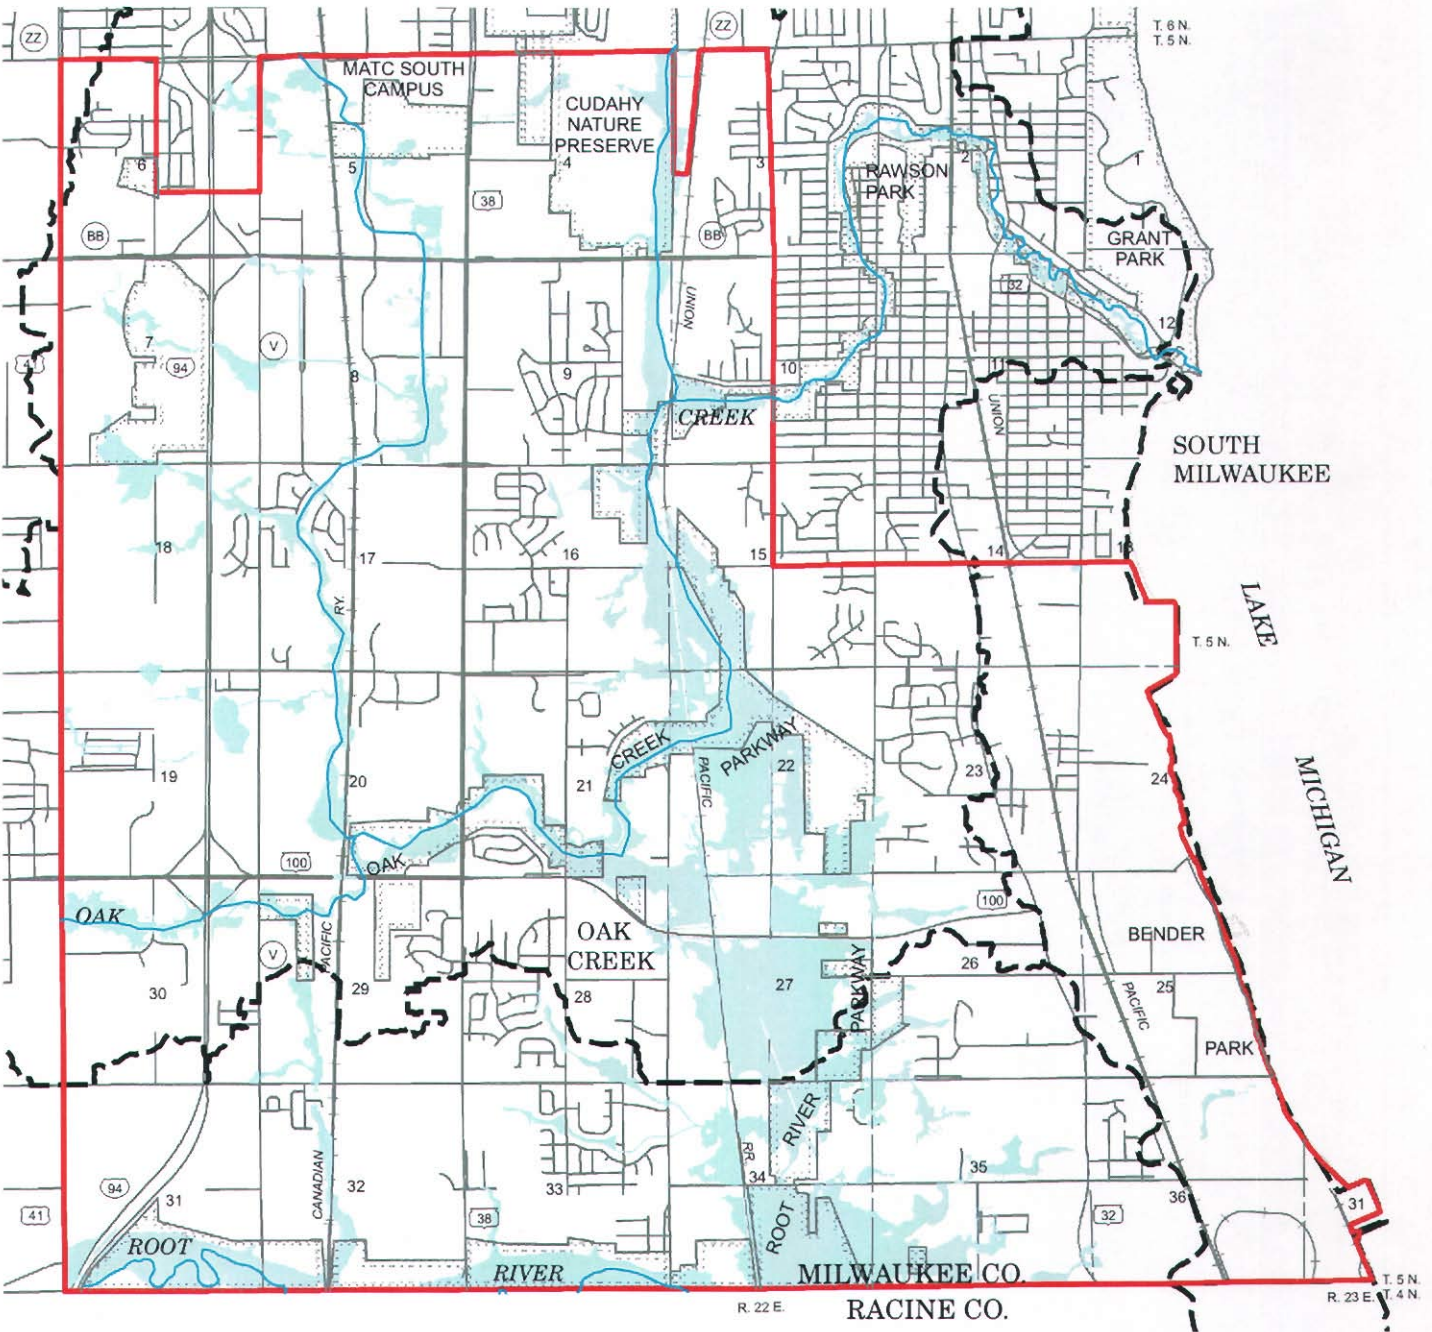 ZZ
ZZ
T. 6 N.
T. 5 N.
MATC SOUTH
CAMPUS
CUDAHY
NATURE
PRESERVE
6
5
4
3
2
1
RAWSON
PARK
38
BB
BB
GRANT
PARK
UNION
32
12
7
V
94
41
8
9
10
11
CREEK
UNION
SOUTH
MILWAUKEE
18
17
16
15
14
13
RY.
LAKE
T. 5 N.
CREEK
PARKWAY
19
20
21
22
23
24
PACIFIC
MICHIGAN
100
OAK
100
OAK
OAK
CREEK
BENDER
V
PACIFIC
PARKWAY
26
30
29
28
27
25
PACIFIC
PARK
RIVER
RR
94
31
CANADIAN
32
33
34
35
36
31
41
38
32
ROOT
ROOT
RIVER
MILWAUKEE CO.
T. 5 N.
R. 23 E.
T. 4 N.
R. 22 E.
RACINE CO.